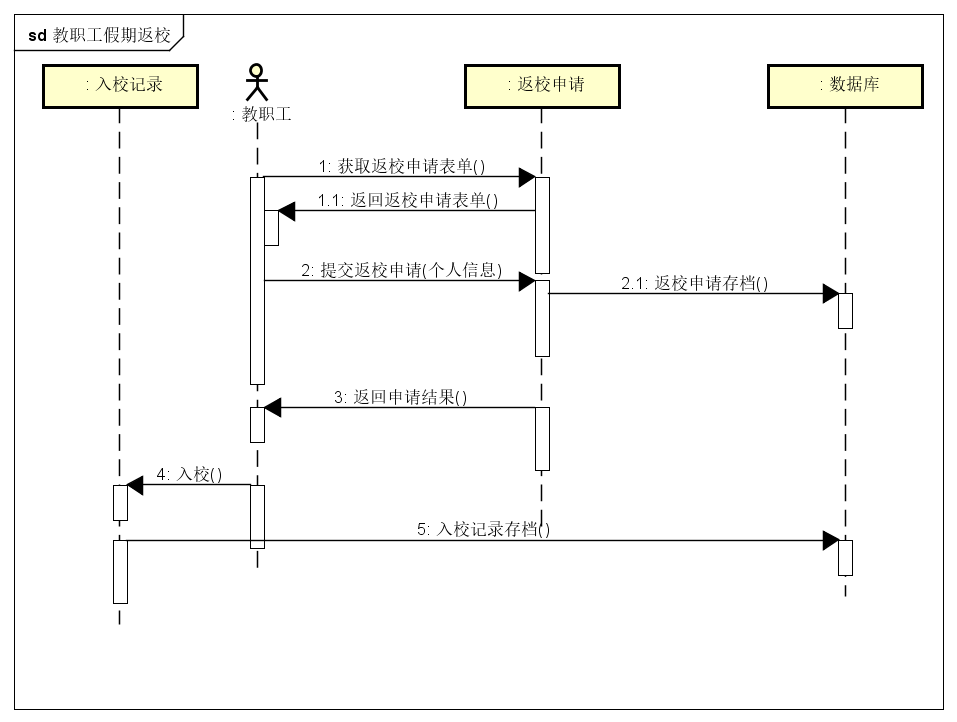 sd 教职工假期返校
: 入校记录
: 教职工
: 返校申请
: 数据库
1: 获取返校申请表单()
1.1: 返回返校申请表单()
2: 提交返校申请(个人信息)
2.1: 返校申请存档()
3: 返回申请结果()
4: 入校()
5: 入校记录存档()